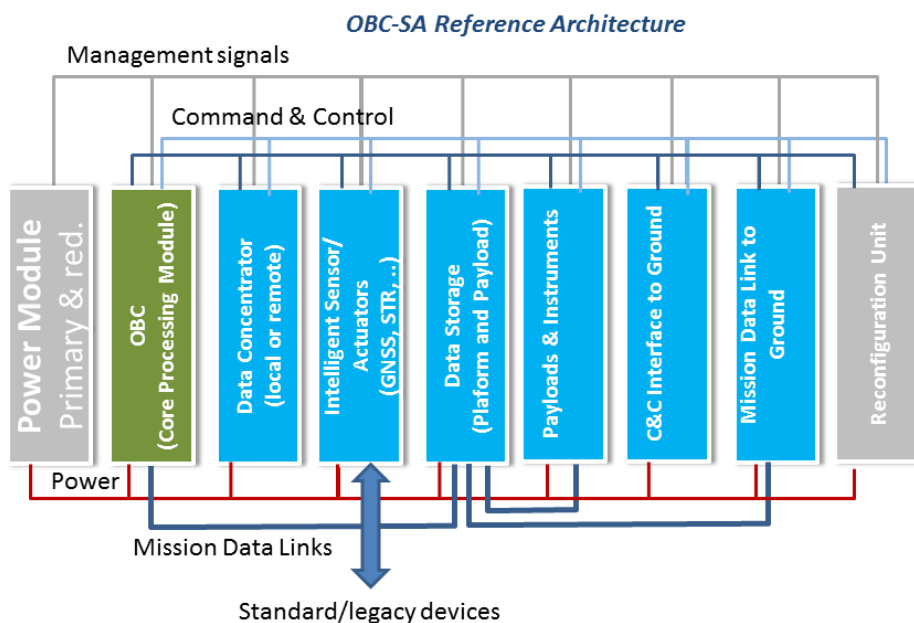 OBC-SA Reference Architecture
Management signals
Command & Control
Power Module
Primary & red.
OBC
(Core Processing Module)
Data Concentrator
(local or remote)
Intelligent Sensor/
Actuators
(GNSS, STR, ..)
Data Storage
(Plaform and Payload)
Payloads & Instruments
C&C Interface to Ground
Mission Data Link to
Ground
Reconfiguration Unit
Power
Mission Data Links
Standard/legacy devices